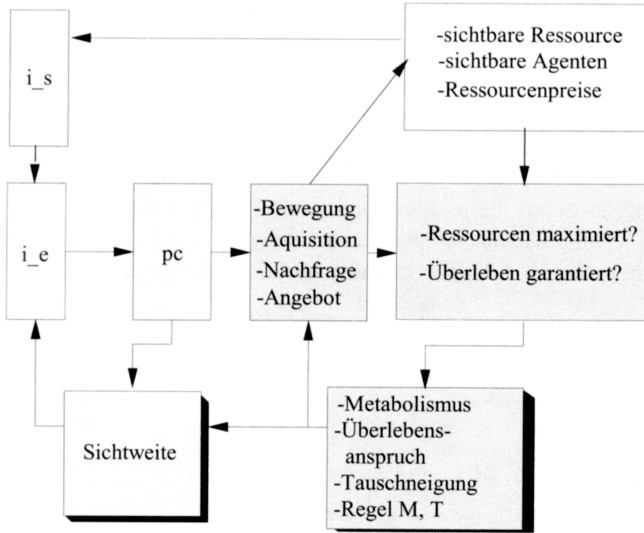 i_s
-sichtbare Ressource
-sichtbare Agenten
-Ressourcenpreise
i_e
pc
-Bewegung
-Aquisition
-Nachfrage
-Angebot
-Ressourcen maximiert?
-Überleben garantiert?
Sichtweite
-Metabolismus
-Überlebens-
anspruch
-Tauschneigung
-Regel M, T